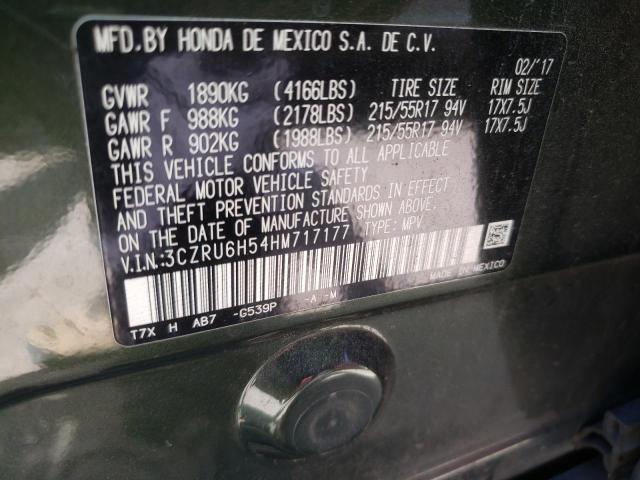 MFD. BY HONDA DE MEXICO S.A. DE C.V.
02/'17
GVWR 1890KG (4166LBS) TIRE SIZE RIM SIZE
GAWR F 988KG (2178LBS) 215/55R17 94V 17X7.5J
GAWR R 902KG (1988LBS) 215/55R17 94V 17X7.5J
THIS VEHICLE CONFORMS TO ALL APPLICABLE
FEDERAL MOTOR VEHICLE SAFETY
AND THEFT PREVENTION STANDARDS IN EFFECT
ON THE DATE OF MANUFACTURE SHOWN ABOVE.
V.I.N.:3CZRU6H54HM717177 TYPE: MPV
MADE IN MEXICO
T7X H AB7 -G539P -A -M